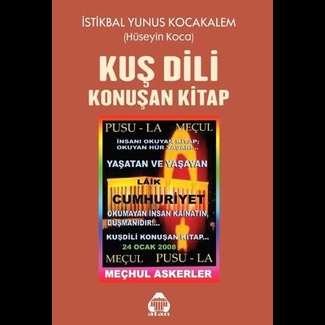 İSTİKBAL YUNUS KOCAKALEM
(Hüseyin Koca)
KUŞ DİLİ
KONUŞAN KİTAP
PUSU - LA MEÇUL
İNSANI OKUYAN KİTAP;
OKUYAN HÜR YAŞAR...
YAŞATAN VE YAŞAYAN
LÂİK
CUMHURİYET
OKUMAYAN İNSAN KAİNATIN,
DÜŞMANIDIR!...
KUŞDİLİ KONUŞAN KİTAP...
24 OCAK 2008
MEÇUL PUSU - LA
MEÇHUL ASKERLER
alan